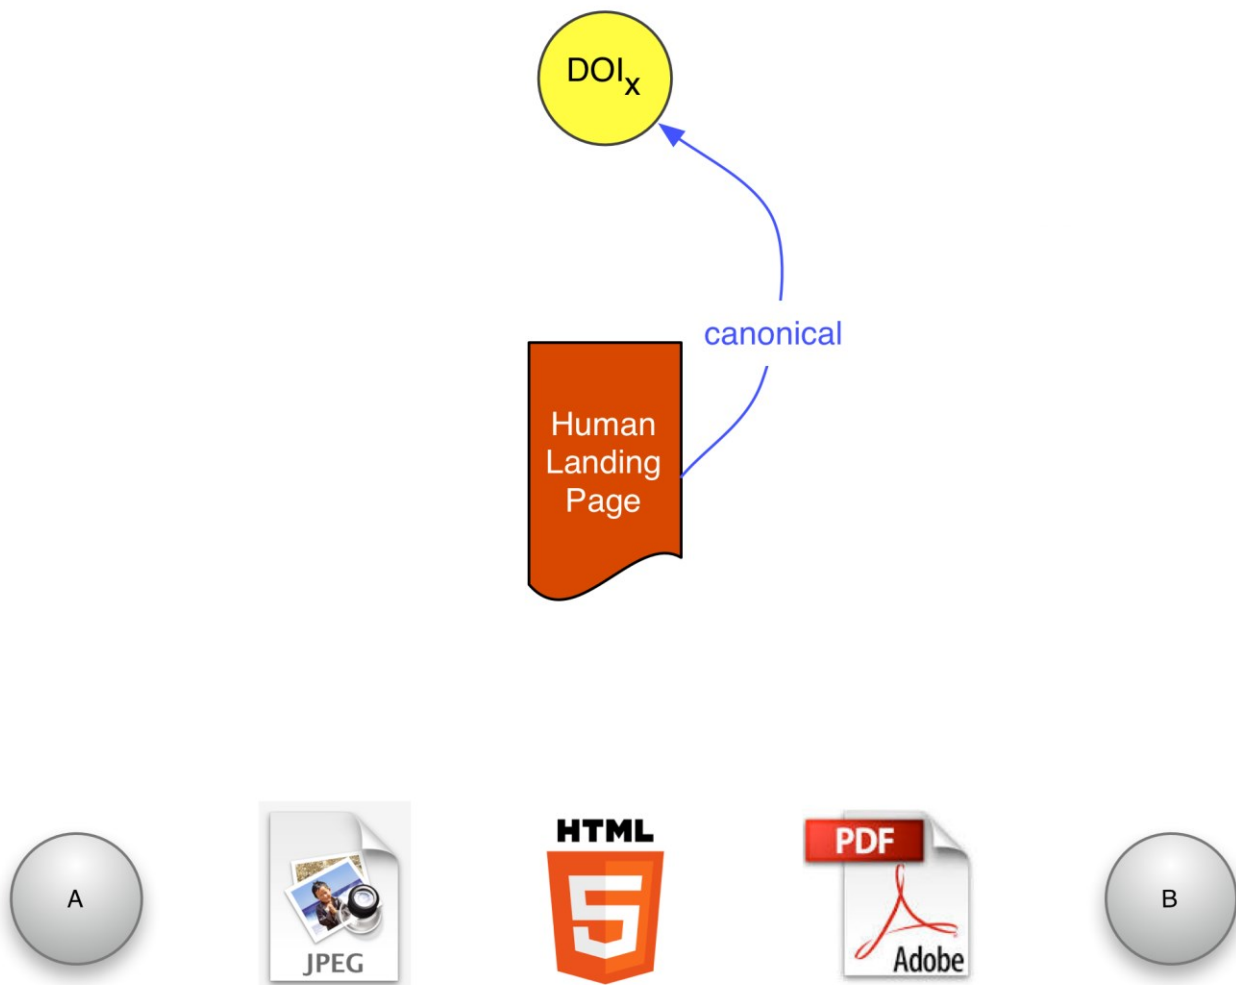 DOIx
canonical
Human
Landing
Page
A
JPEG
HTML
5
PDF
Adobe
B